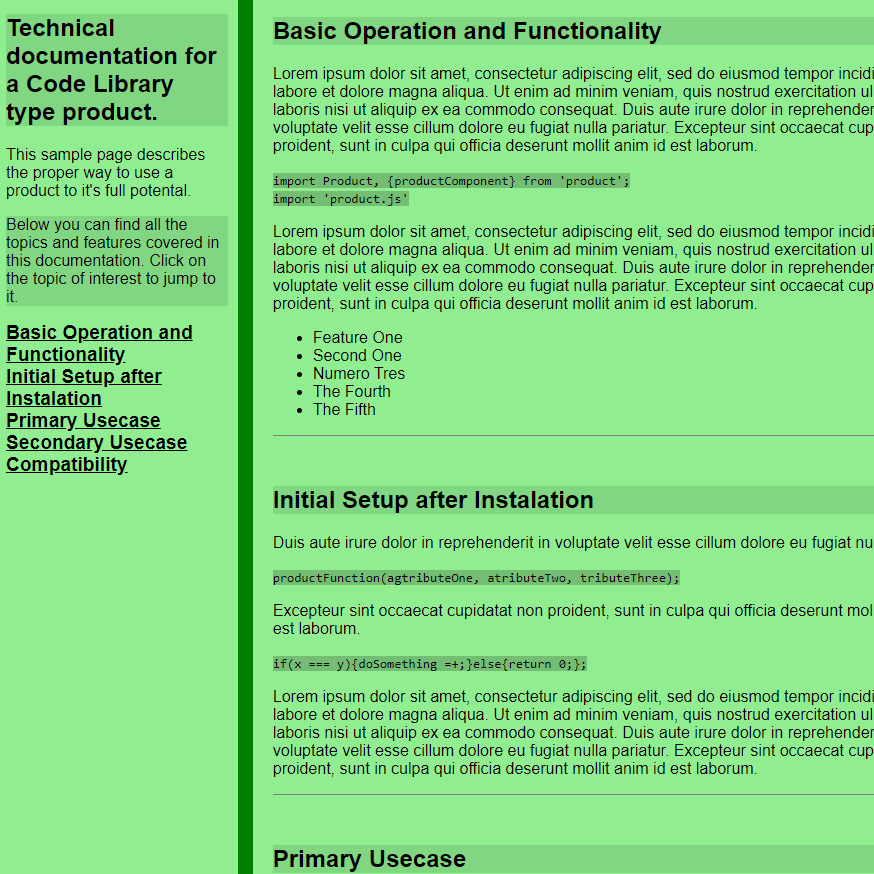 Technical
documentation for
a Code Library
type product.
This sample page describes
the proper way to use a
product to it's full potental.
Below you can find all the
topics and features covered in
this documentation. Click on
the topic of interest to jump to
it.
Basic Operation and
Functionality
Initial Setup after
Instalation
Primary Usecase
Secondary Usecase
Compatibility
Basic Operation and Functionality
Lorem ipsum dolor sit amet, consectetur adipiscing elit, sed do eiusmod tempor incidi
labore et dolore magna aliqua. Ut enim ad minim veniam, quis nostrud exercitation ul
laboris nisi ut aliquip ex ea commodo consequat. Duis aute irure dolor in reprehender
voluptate velit esse cillum dolore eu fugiat nulla pariatur. Excepteur sint occaecat cup
proident, sunt in culpa qui officia deserunt mollit anim id est laborum.
import Product, {productComponent} from 'product';
import 'product.js'
Lorem ipsum dolor sit amet, consectetur adipiscing elit, sed do eiusmod tempor incidi
labore et dolore magna aliqua. Ut enim ad minim veniam, quis nostrud exercitation ul
laboris nisi ut aliquip ex ea commodo consequat. Duis aute irure dolor in reprehender
voluptate velit esse cillum dolore eu fugiat nulla pariatur. Excepteur sint occaecat cup
proident, sunt in culpa qui officia deserunt mollit anim id est laborum.
• Feature One
• Second One
• Numero Tres
• The Fourth
• The Fifth
Initial Setup after Instalation
Duis aute irure dolor in reprehenderit in voluptate velit esse cillum dolore eu fugiat nu
productFunction(agtributeOne, atributeTwo, tributeThree);
Excepteur sint occaecat cupidatat non proident, sunt in culpa qui officia deserunt mol
est laborum.
if(x === y){doSomething =+;}else{return 0;};
Lorem ipsum dolor sit amet, consectetur adipiscing elit, sed do eiusmod tempor incidi
labore et dolore magna aliqua. Ut enim ad minim veniam, quis nostrud exercitation ul
laboris nisi ut aliquip ex ea commodo consequat. Duis aute irure dolor in reprehender
voluptate velit esse cillum dolore eu fugiat nulla pariatur. Excepteur sint occaecat cup
proident, sunt in culpa qui officia deserunt mollit anim id est laborum.
Primary Usecase